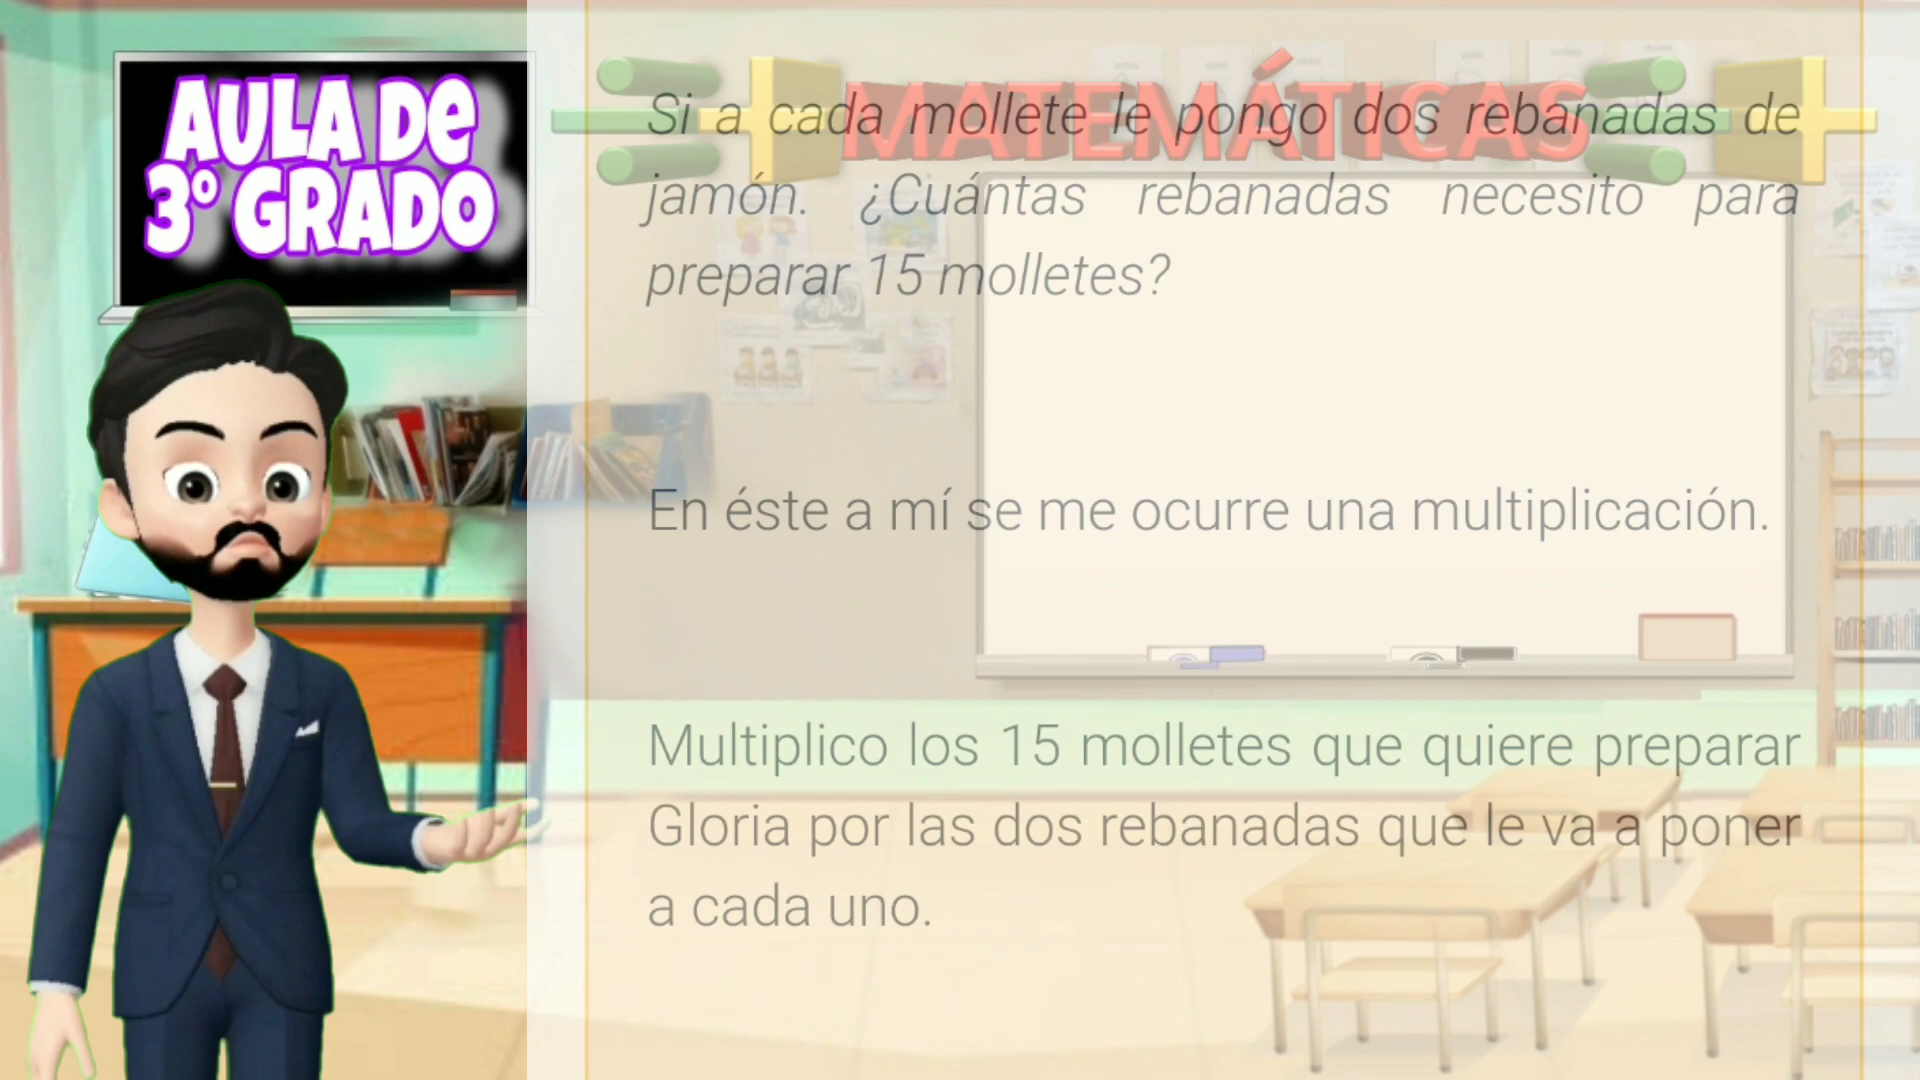 AULA De
3º GRADO
MATEMÁTICAS
Si a cada mollete le pongo dos rebanadas de
jamón. ¿Cuántas rebanadas necesito para
preparar 15 molletes?
En éste a mí se me ocurre una multiplicación.
Multiplico los 15 molletes que quiere preparar
Gloria por las dos rebanadas que le va a poner
a cada uno.